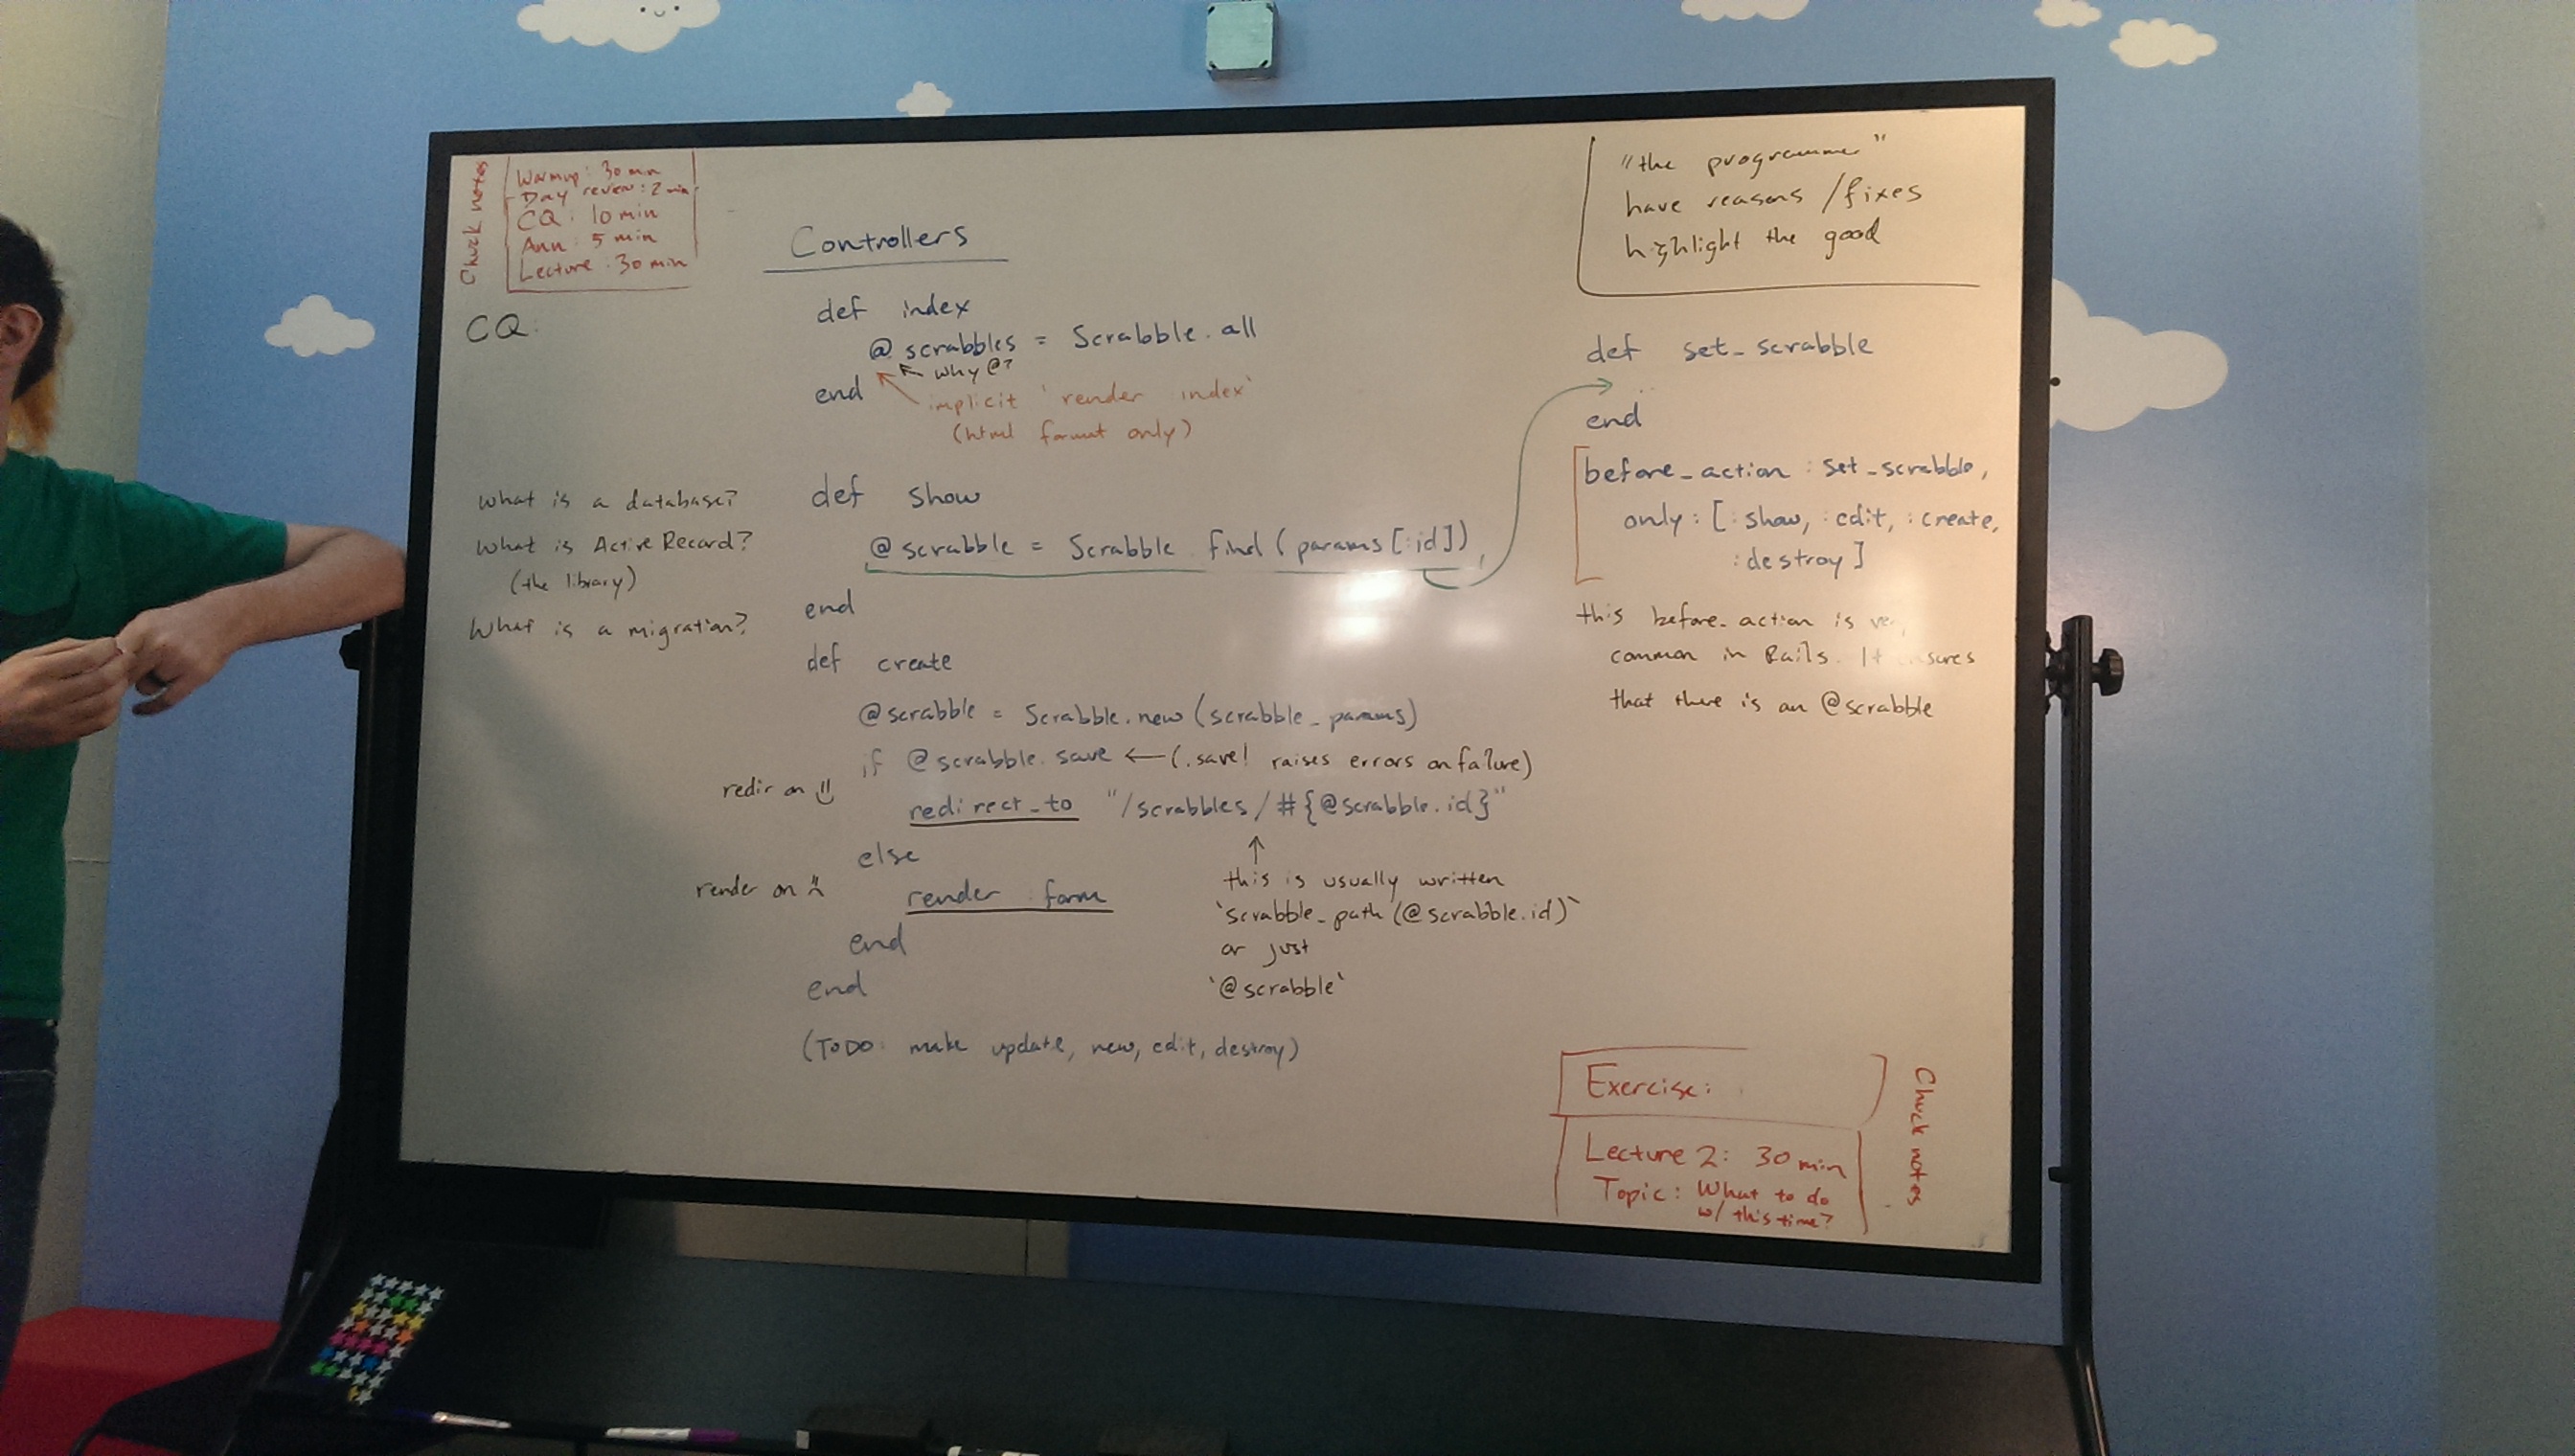 Chuck notes
Warmup: 30 min
Day review: 2 min
CQ: 10 min
Ann: 5 min
Lecture: 30 min
CQ:
What is a database?
What is Active Record?
(the library)
What is a migration?
Controllers
def index
@scrabbles = Scrabble.all
why @?
end
implicit `render index`
(html format only)
def show
@scrabble = Scrabble.find(params[:id])
end
def create
@scrabble = Scrabble.new(scrabble_params)
if @scrabble.save ← (.save! raises errors on failure)
redir on
redirect_to "/scrabbles/#{@scrabble.id}"
else
render on
render :form
end
end
this is usually written
`scrabble_path(@scrabble.id)`
or just
`@scrabble`
(TODO: make update, new, edit, destroy)
"the programmer"
have reasons / fixes
highlight the good
def set_scrabble
..
end
before_action :set_scrabble,
only: [:show, :edit, :create,
:destroy]
this before_action is
common in Rails. It
that there is an @scrabble
Exercise:
Lecture 2: 30 min
Topic: What to do
w/ this time?
Chuck notes